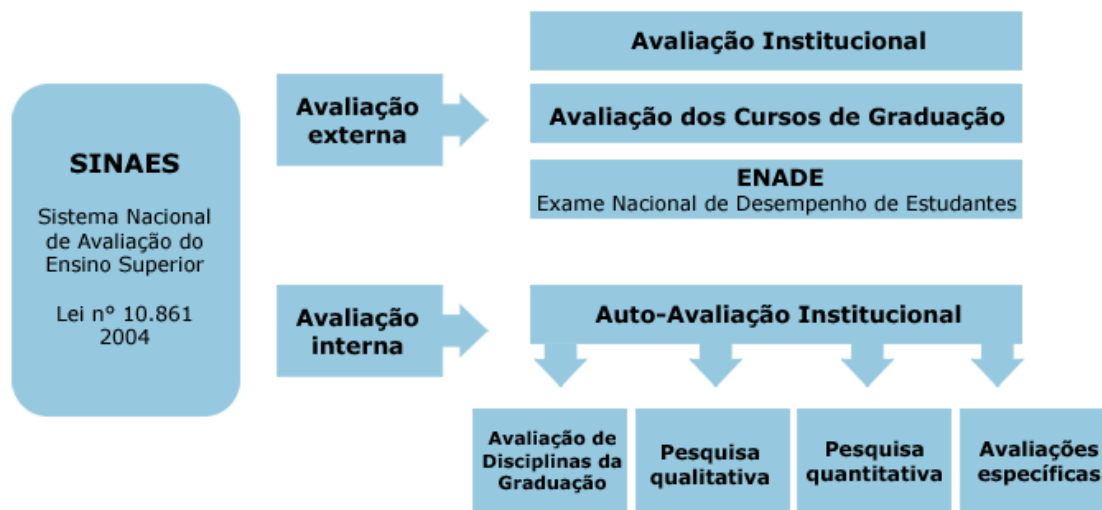 SINAES
Sistema Nacional
de Avaliação do
Ensino Superior
Lei n° 10.861
2004
Avaliação
externa
Avaliação Institucional
Avaliação dos Cursos de Graduação
ENADE
Exame Nacional de Desempenho de Estudantes
Avaliação
interna
Auto-Avaliação Institucional
Avaliação de
Disciplinas da
Graduação
Pesquisa
qualitativa
Pesquisa
quantitativa
Avaliações
específicas